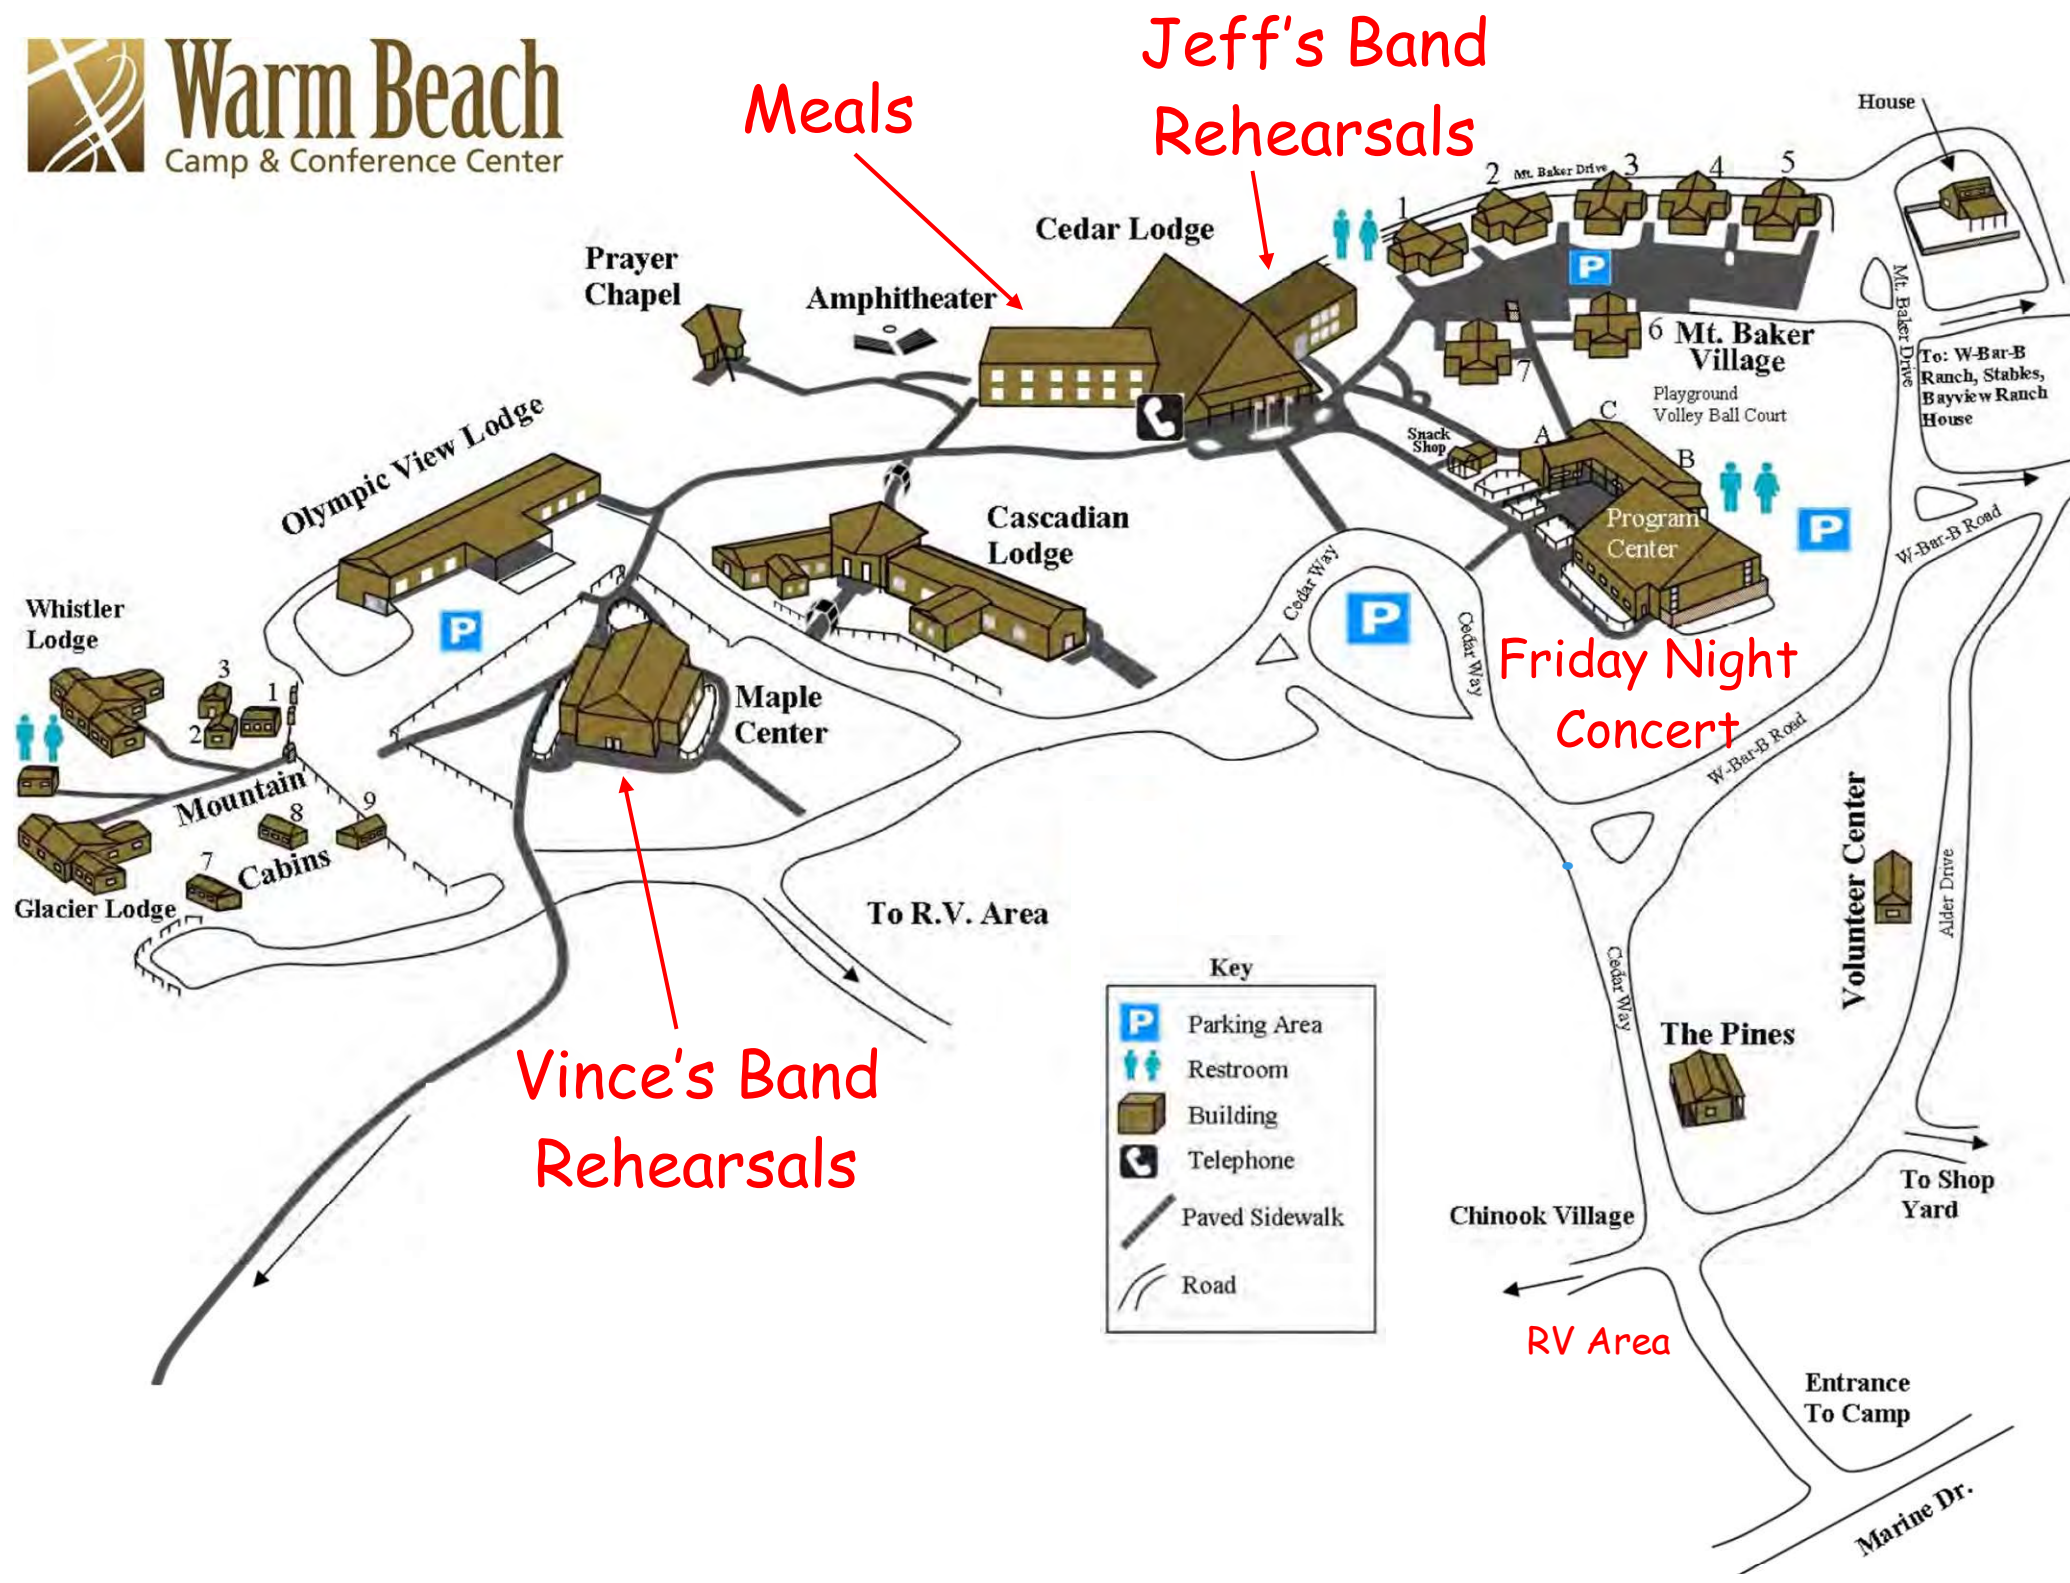 Warm Beach
Camp & Conference Center
Meals
Jeff's Band
Rehearsals
House
Cedar Lodge
Prayer
Chapel
Amphitheater
1
2
Mt. Baker Drive
3
4
5
P
6
7
Mt. Baker
Village
Playground
Volley Ball Court
Mt. Baker Drive
To: W-Bar-B
Ranch, Stables,
Bayview Ranch
House
Snack
Shop
A
C
B
Program
Center
P
W-Bar-B Road
Olympic View Lodge
P
Cascadian
Lodge
Cedar Way
P
Cedar Way
Friday Night
Concert
W-Bar-B Road
Whistler
Lodge
3
1
2
Mountain
Cabins
8
9
7
Glacier Lodge
Maple
Center
To R.V. Area
Vince's Band
Rehearsals
Key
P Parking Area
Restroom
Building
Telephone
Paved Sidewalk
Road
Volunteer Center
Alder Drive
Cedar Way
The Pines
To Shop
Yard
Chinook Village
RV Area
Entrance
To Camp
Marine Dr.